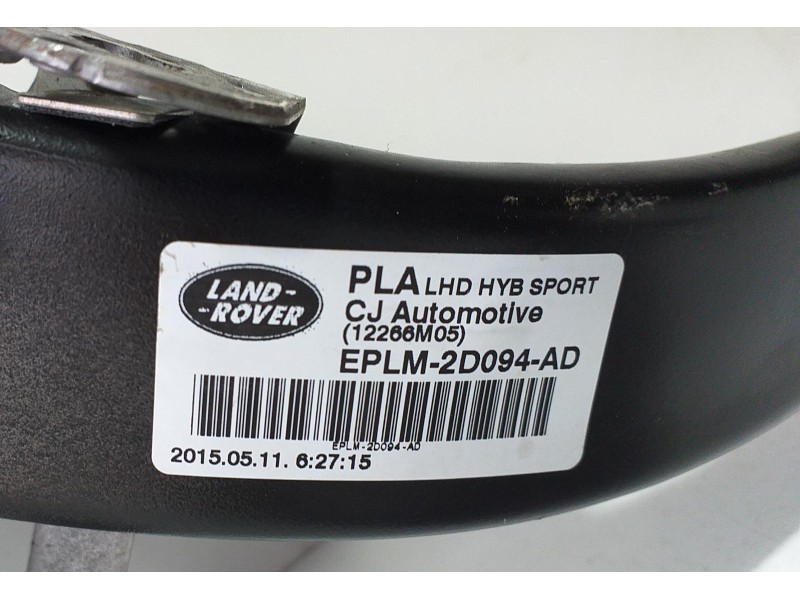 LAND-
ROVER
PLA LHD HYB SPORT
CJ Automotive
(12266M05)
EPLM-2D094-AD
EPLM-2D094-AD
2015.05.11. 6:27:15